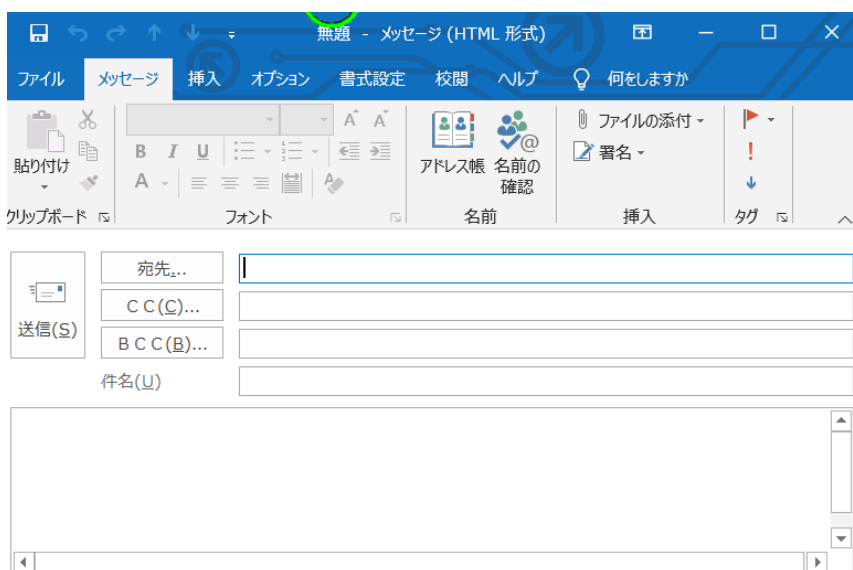 無題 - メッセージ (HTML 形式)
ファイル メッセージ 挿入 オプション 書式設定 校閲 ヘルプ 何をしますか
貼り付け
B I U
A
A A
アドレス帳
名前の
確認
ファイルの添付
署名
クリップボード フォント 名前 挿入 タグ
送信(S)
宛先...
C C (C)...
B C C (B)...
件名(U)